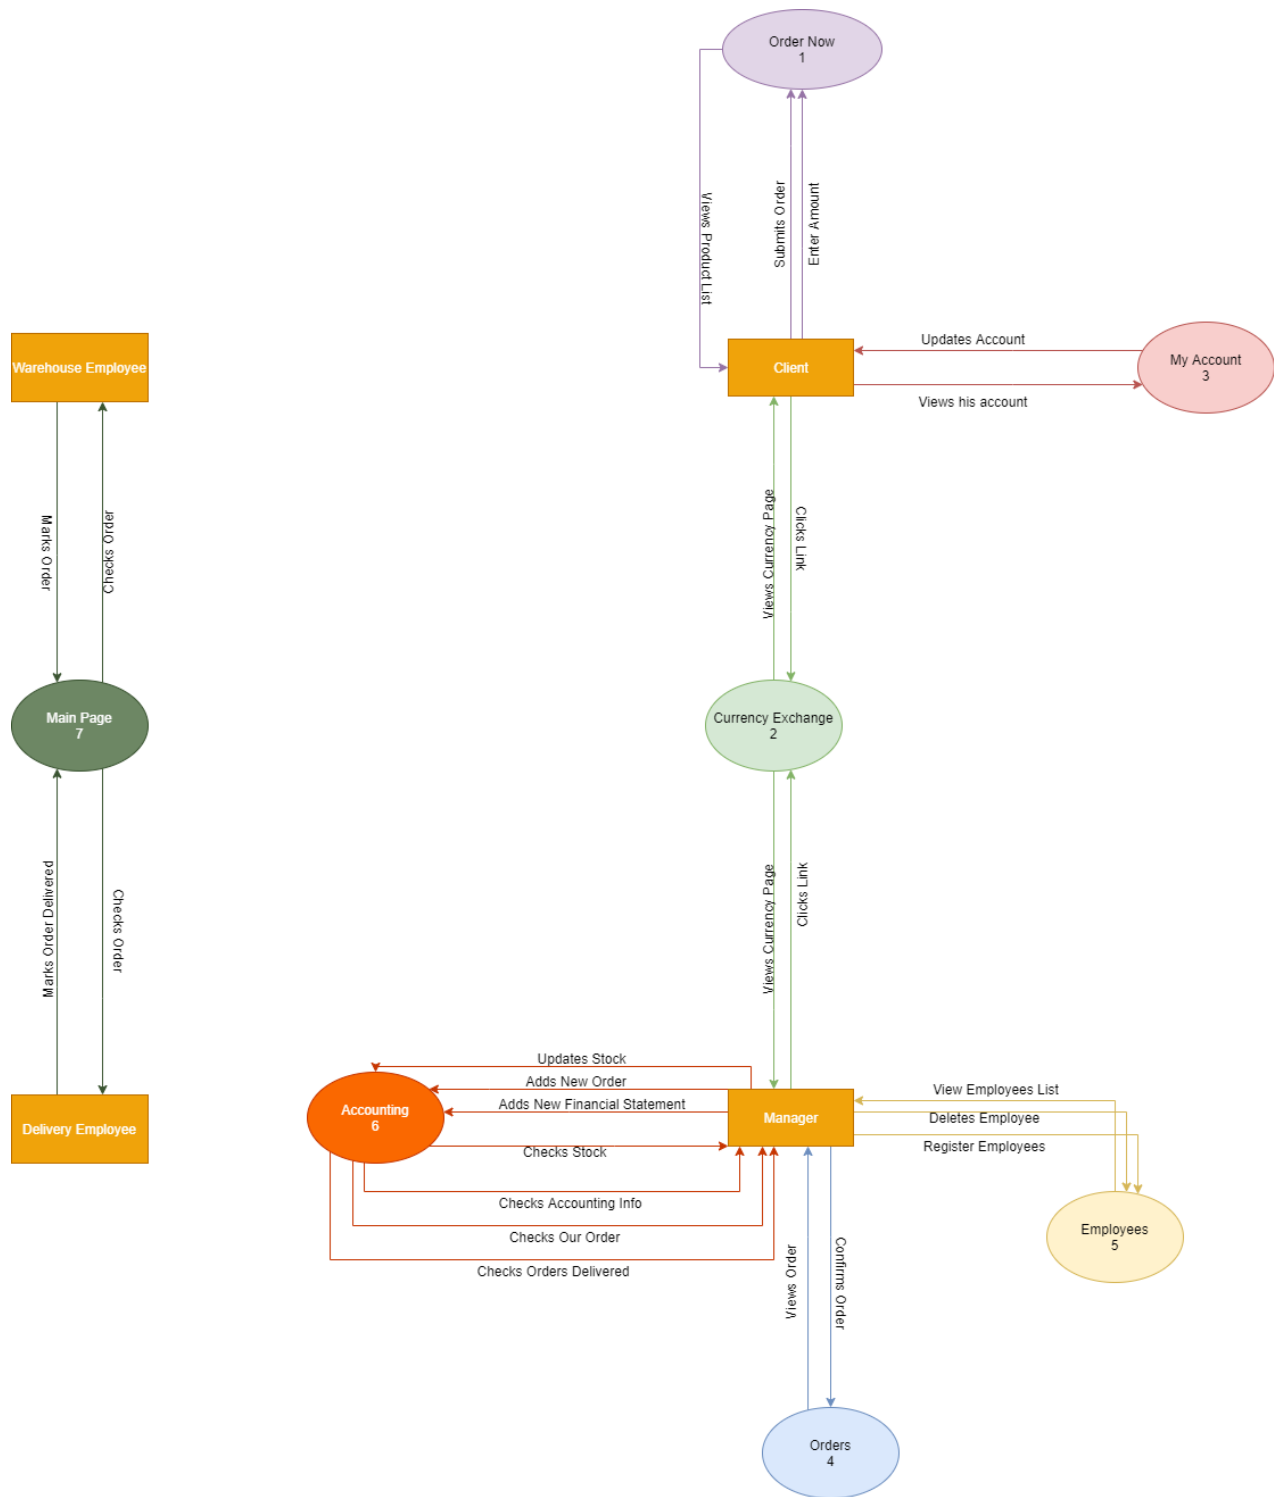 Order Now
1
Views Product List
Submits Order
Enter Amount
Warehouse Employee
Client
Updates Account
My Account
3
Views his account
Marks Order
Checks Order
Views Currency Page
Clicks Link
Main Page
7
Currency Exchange
2
Marks Order Delivered
Checks Order
Views Currency Page
Clicks Link
Updates Stock
Adds New Order
Adds New Financial Statement
Accounting
6
Manager
View Employees List
Deletes Employee
Register Employees
Delivery Employee
Checks Stock
Checks Accounting Info
Checks Our Order
Checks Orders Delivered
Employees
5
Views Order
Confirms Order
Orders
4